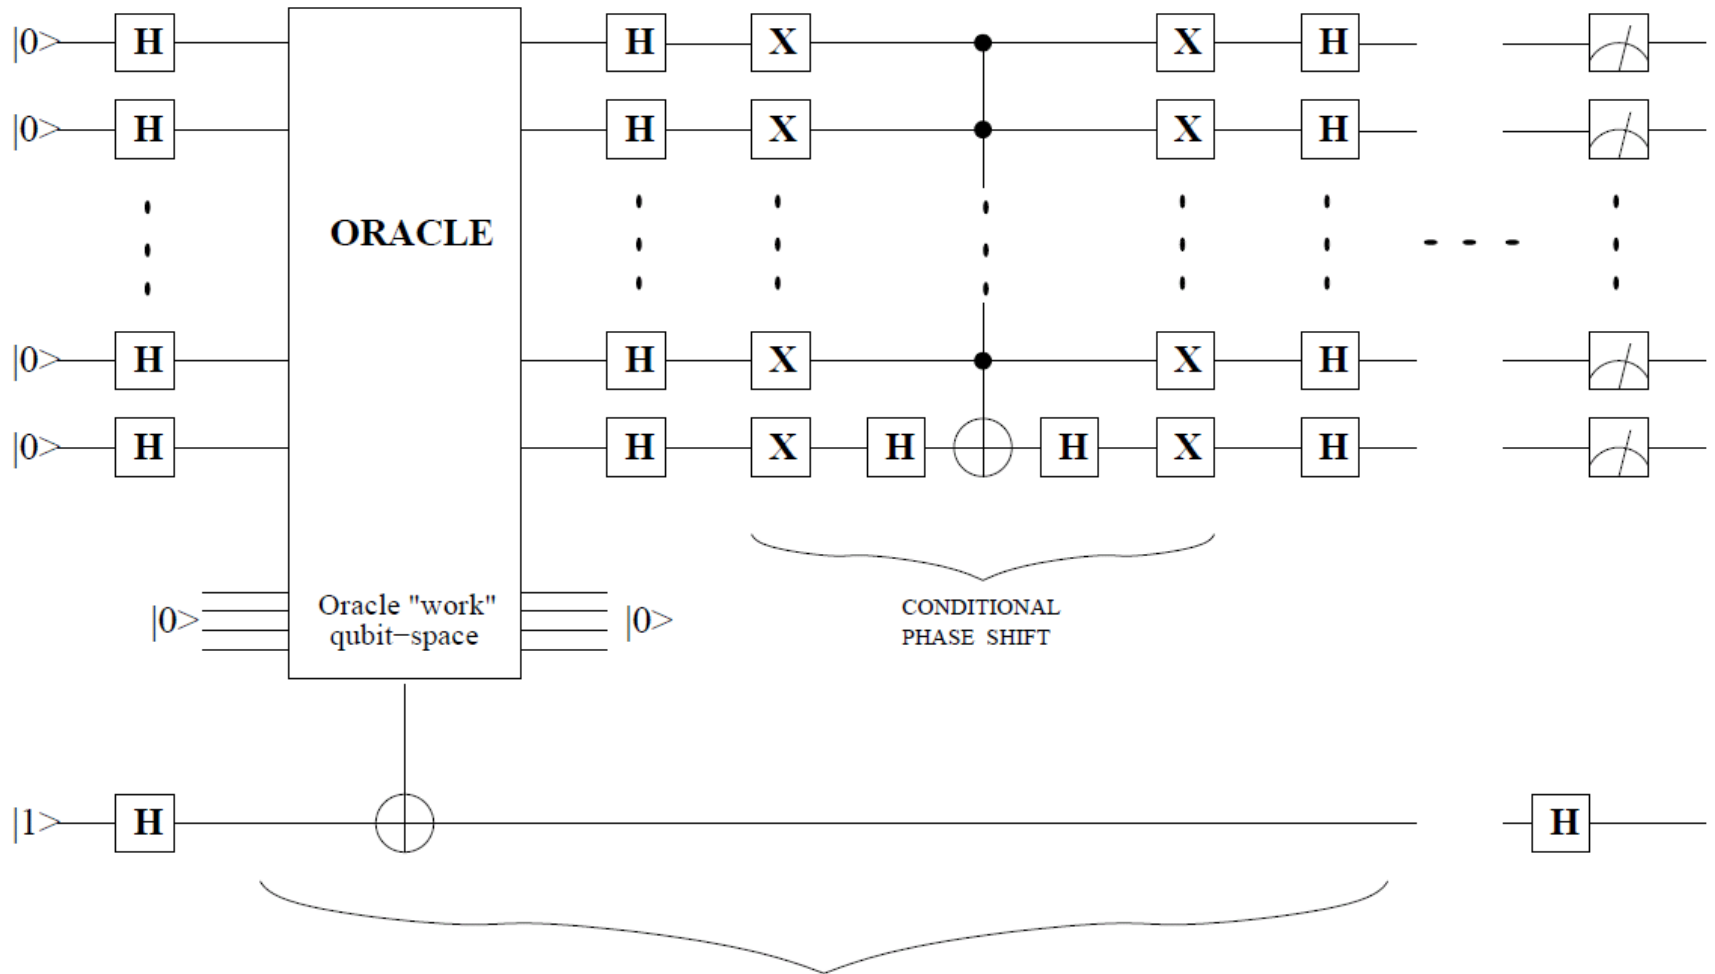 |0> H H X X H
|0> H H X X H
ORACLE
|0> H H X X H
|0> H H X H H X H
|0> Oracle "work" |0>
qubit−space
CONDITIONAL
PHASE SHIFT
|1> H H